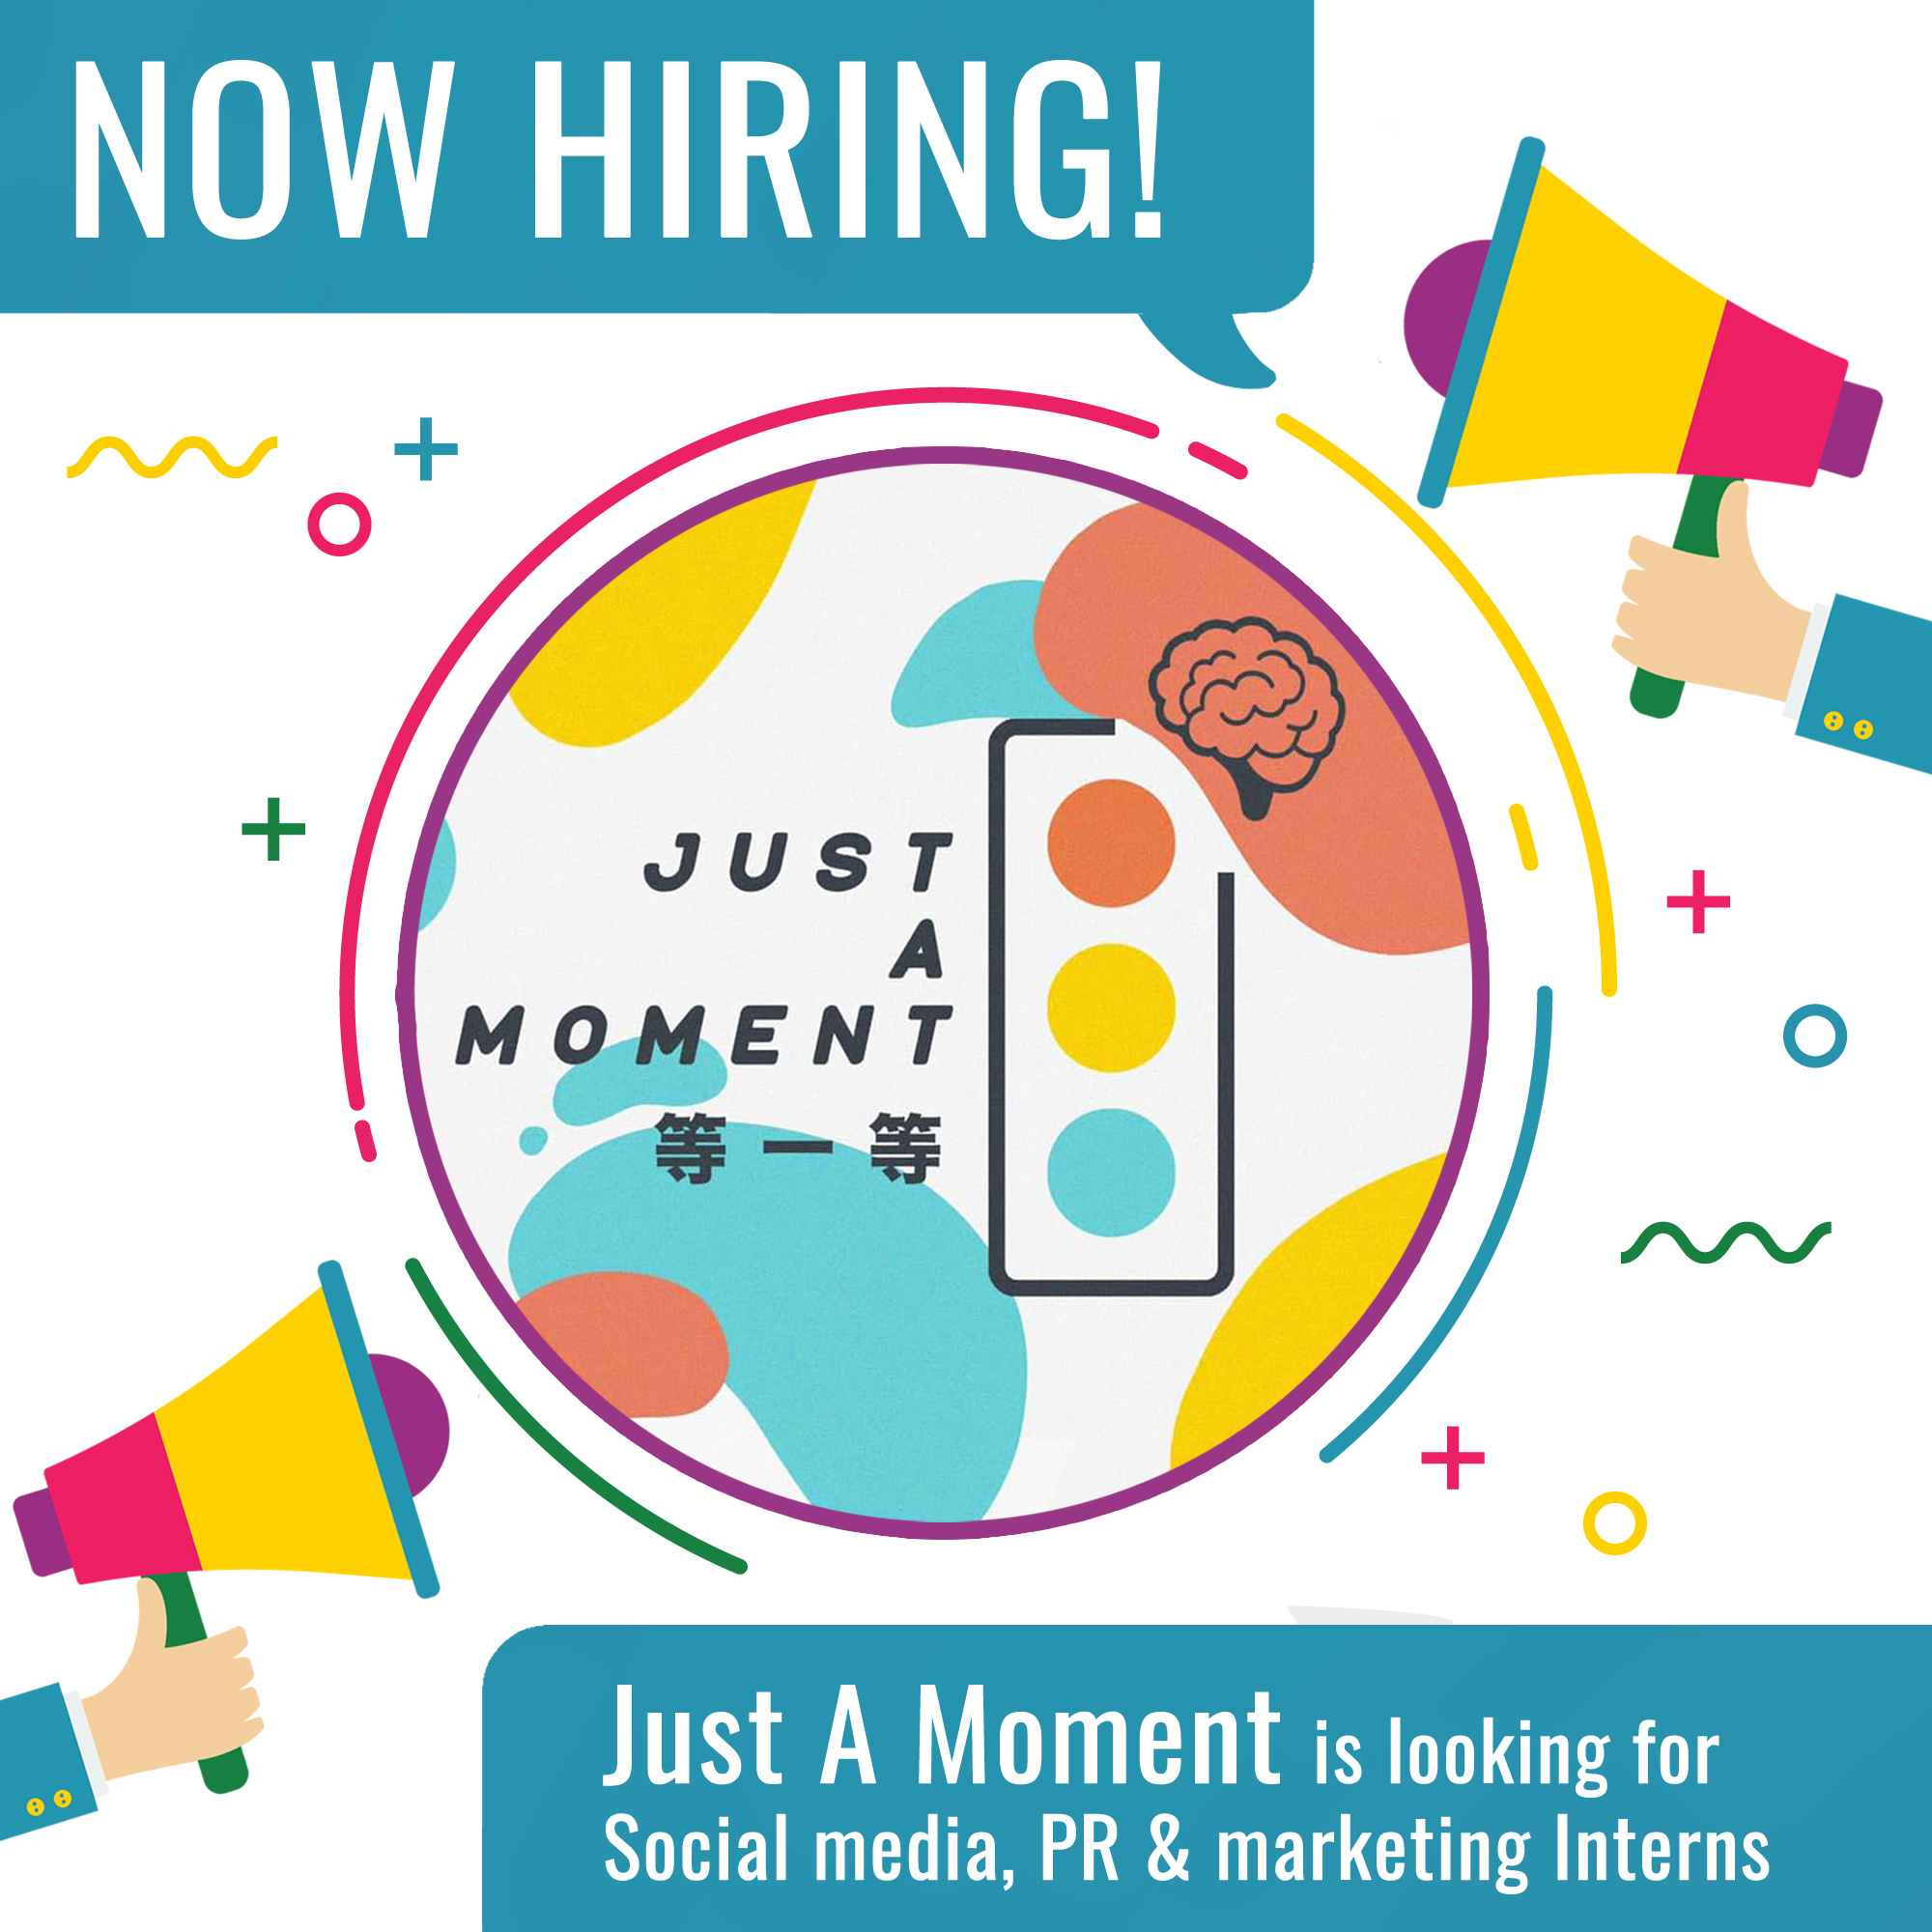 NOW HIRING!
JUST
A
MOMENT
等一等
Just A Moment is looking for
Social media, PR & marketing Interns